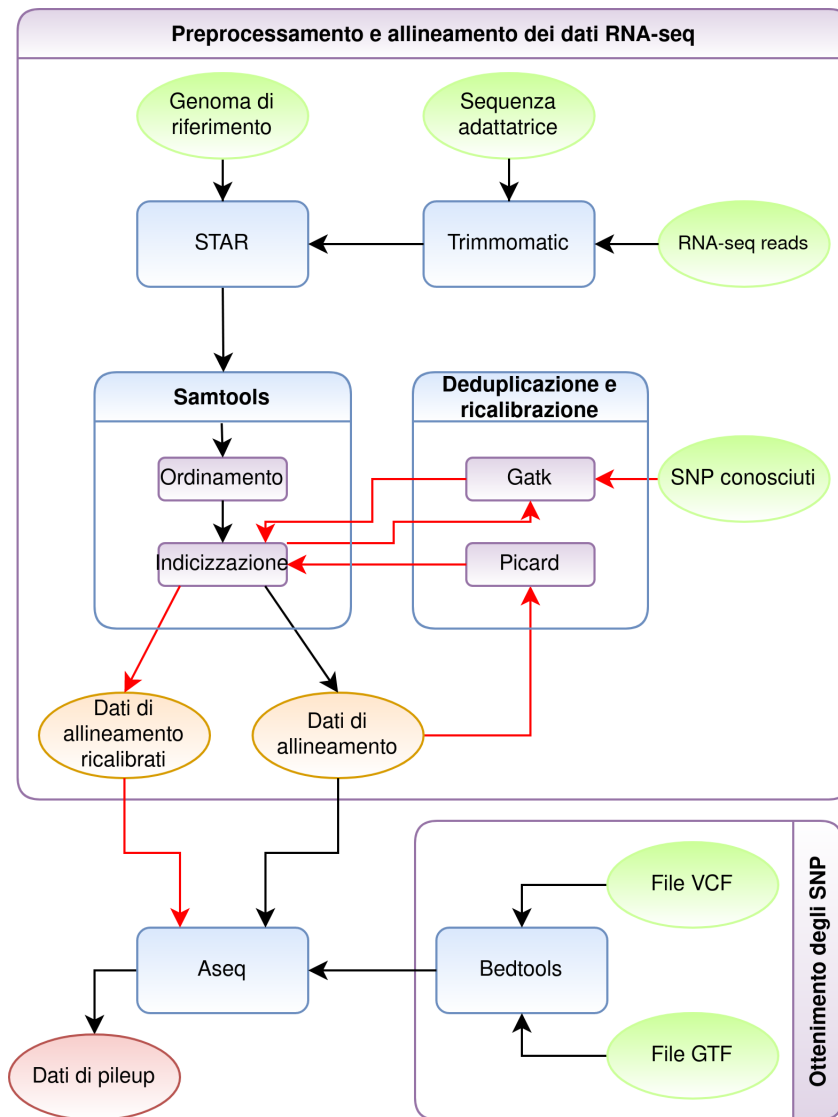 Preprocessamento e allineamento dei dati RNA-seq
Genoma di
riferimento
Sequenza
adattatrice
STAR
Trimmomatic
RNA-seq reads
Samtools
Deduplicazione e
ricalibrazione
Ordinamento
Gatk
SNP conosciuti
Indicizzazione
Picard
Dati di
allineamento
ricalibrati
Dati di
allineamento
File VCF
Aseq
Bedtools
Ottenimento degli SNP
File GTF
Dati di pileup